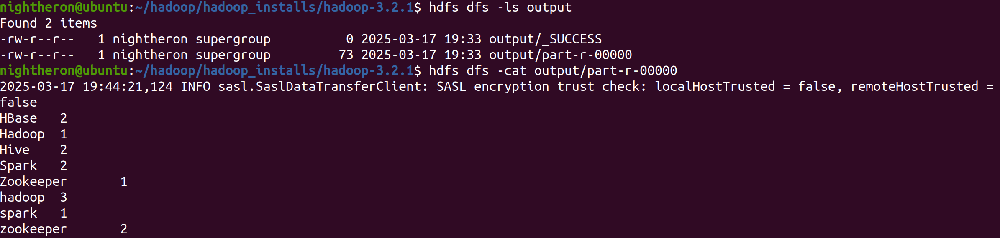 nightheron@ubuntu:~/hadoop/hadoop_installs/hadoop-3.2.1$ hdfs dfs -ls output
Found 2 items
-rw-r--r--   1 nightheron supergroup          0 2025-03-17 19:33 output/_SUCCESS
-rw-r--r--   1 nightheron supergroup         73 2025-03-17 19:33 output/part-r-00000
nightheron@ubuntu:~/hadoop/hadoop_installs/hadoop-3.2.1$ hdfs dfs -cat output/part-r-00000
2025-03-17 19:44:21,124 INFO sasl.SaslDataTransferClient: SASL encryption trust check: localHostTrusted = false, remoteHostTrusted =
false
HBase   2
Hadoop  1
Hive    2
Spark   2
Zookeeper       1
hadoop  3
spark   1
zookeeper       2